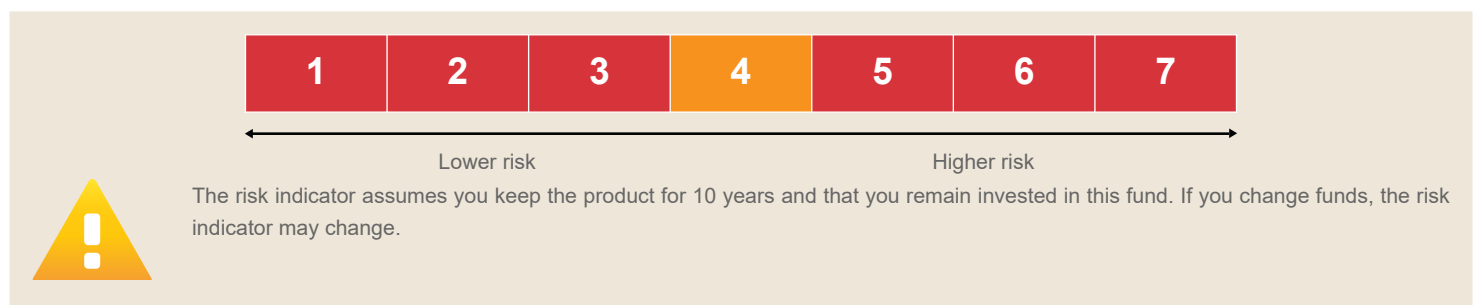 1 2 3 4 5 6 7
Lower risk Higher risk
The risk indicator assumes you keep the product for 10 years and that you remain invested in this fund. If you change funds, the risk
indicator may change.